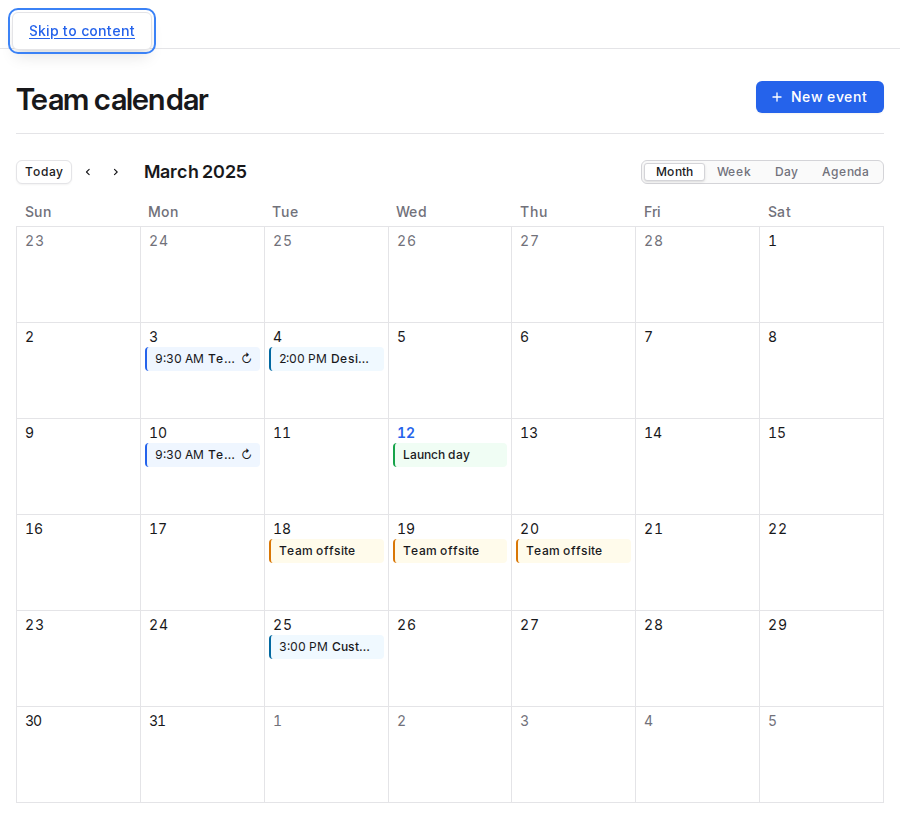 Skip to content
Team calendar
+ New event
Today ‹ › March 2025
Month Week Day Agenda
Sun Mon Tue Wed Thu Fri Sat
23 24 25 26 27 28 1
2 3 4 5 6 7 8
9:30 AM Te... ↻ 2:00 PM Desi...
9 10 11 12 13 14 15
9:30 AM Te... ↻ Launch day
16 17 18 19 20 21 22
Team offsite Team offsite Team offsite
23 24 25 26 27 28 29
3:00 PM Cust...
30 31 1 2 3 4 5